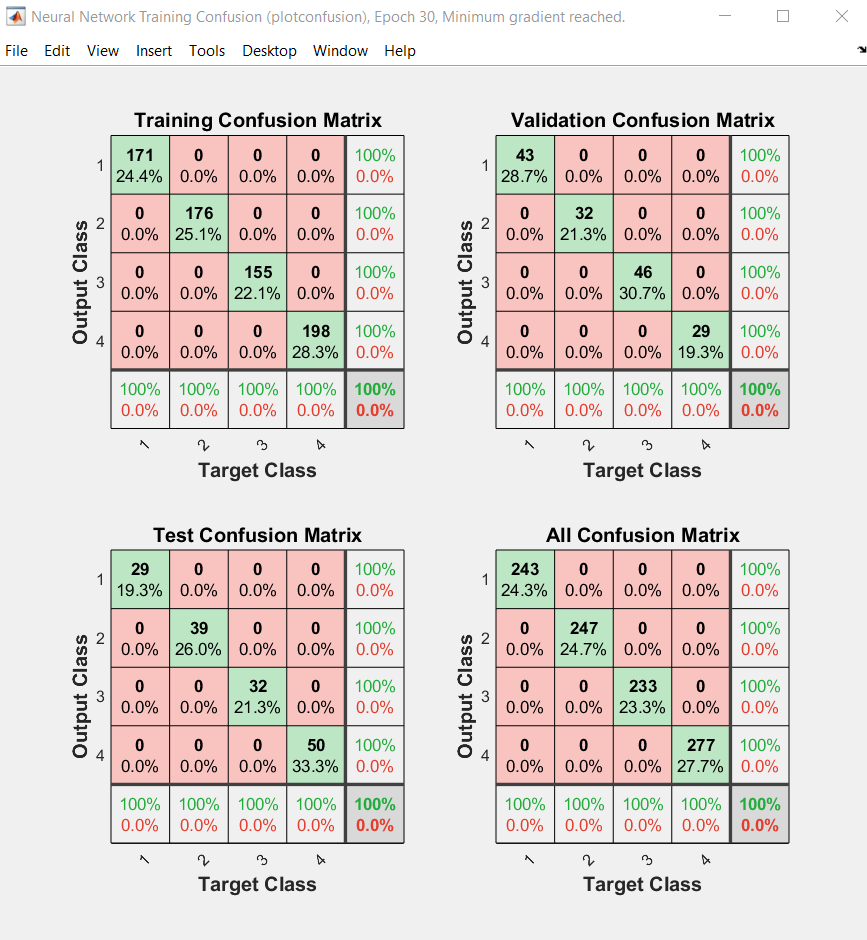 Neural Network Training Confusion (plotconfusion), Epoch 30, Minimum gradient reached.
File Edit View Insert Tools Desktop Window Help
Training Confusion Matrix
Output Class
1
171 0 0 0 100%
24.4% 0.0% 0.0% 0.0% 0.0%
2
0 176 0 0 100%
0.0% 25.1% 0.0% 0.0% 0.0%
3
0 0 155 0 100%
0.0% 0.0% 22.1% 0.0% 0.0%
4
0 0 0 198 100%
0.0% 0.0% 0.0% 28.3% 0.0%
100% 100% 100% 100% 100%
0.0% 0.0% 0.0% 0.0% 0.0%
1 2 3 4
Target Class
Validation Confusion Matrix
Output Class
1
43 0 0 0 100%
28.7% 0.0% 0.0% 0.0% 0.0%
2
0 32 0 0 100%
0.0% 21.3% 0.0% 0.0% 0.0%
3
0 0 46 0 100%
0.0% 0.0% 30.7% 0.0% 0.0%
4
0 0 0 29 100%
0.0% 0.0% 0.0% 19.3% 0.0%
100% 100% 100% 100% 100%
0.0% 0.0% 0.0% 0.0% 0.0%
1 2 3 4
Target Class
Test Confusion Matrix
Output Class
1
29 0 0 0 100%
19.3% 0.0% 0.0% 0.0% 0.0%
2
0 39 0 0 100%
0.0% 26.0% 0.0% 0.0% 0.0%
3
0 0 32 0 100%
0.0% 0.0% 21.3% 0.0% 0.0%
4
0 0 0 50 100%
0.0% 0.0% 0.0% 33.3% 0.0%
100% 100% 100% 100% 100%
0.0% 0.0% 0.0% 0.0% 0.0%
1 2 3 4
Target Class
All Confusion Matrix
Output Class
1
243 0 0 0 100%
24.3% 0.0% 0.0% 0.0% 0.0%
2
0 247 0 0 100%
0.0% 24.7% 0.0% 0.0% 0.0%
3
0 0 233 0 100%
0.0% 0.0% 23.3% 0.0% 0.0%
4
0 0 0 277 100%
0.0% 0.0% 0.0% 27.7% 0.0%
100% 100% 100% 100% 100%
0.0% 0.0% 0.0% 0.0% 0.0%
1 2 3 4
Target Class